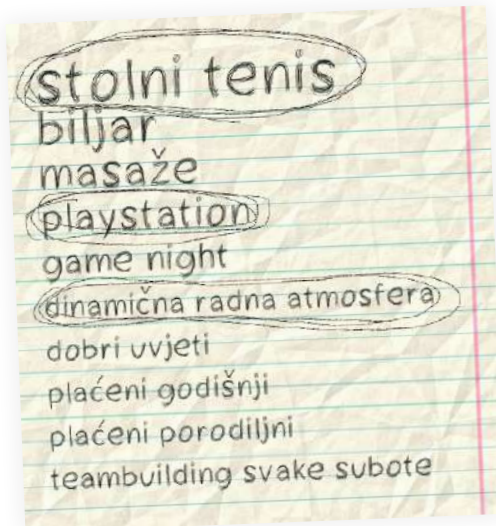 stolni tenis
biljar
masaže
playstation
game night
dinamična radna atmosfera
dobri uvjeti
plaćeni godišnji
plaćeni porodiljni
teambuilding svake subote